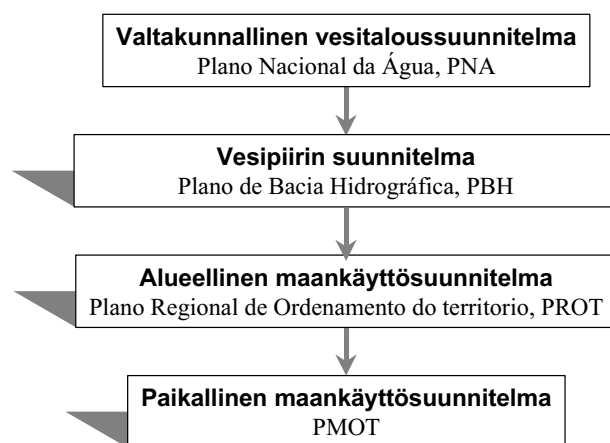 Valtakunnallinen vesitaloussuunnitelma
Plano Nacional da Água, PNA
Vesipiirin suunnitelma
Plano de Bacia Hidrográfica, PBH
Alueellinen maankäyttösuunnitelma
Plano Regional de Ordenamento do territorio, PROT
Paikallinen maankäyttösuunnitelma
PMOT